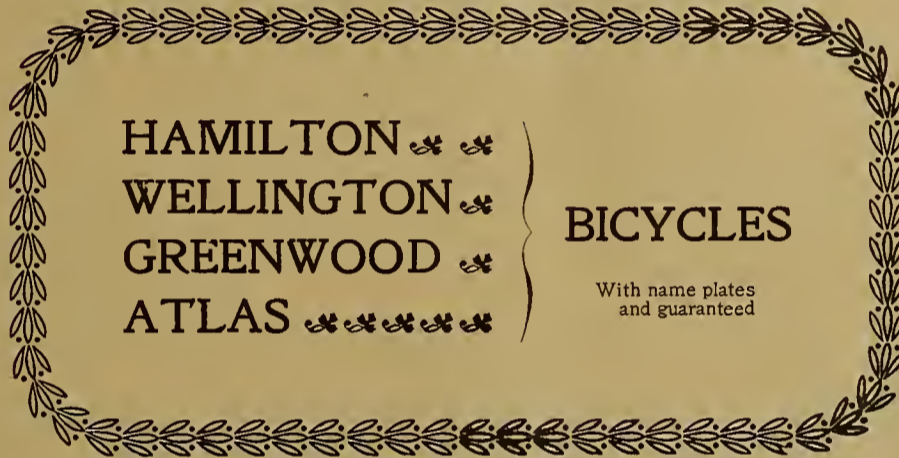 HAMILTON
WELLINGTON
GREENWOOD
ATLAS
BICYCLES
With name plates
and guaranteed